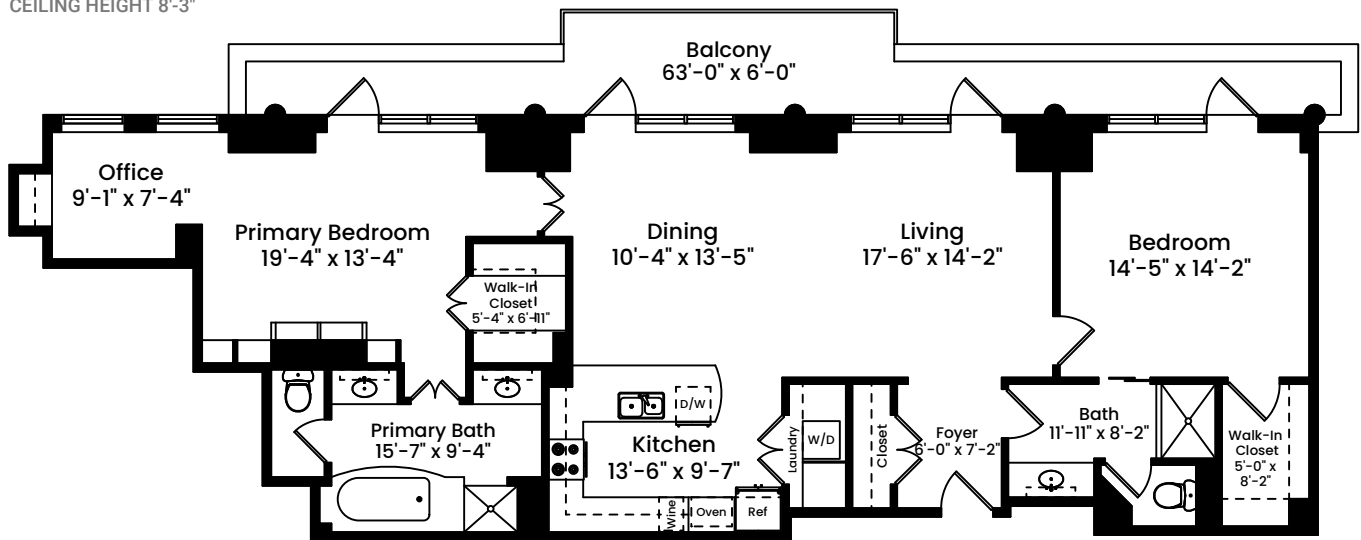 CEILING HEIGHT 8'-3"
Balcony
63'-0" x 6'-0"
Office
9'-1" x 7'-4"
Primary Bedroom
19'-4" x 13'-4"
Dining
10'-4" x 13'-5"
Living
17'-6" x 14'-2"
Bedroom
14'-5" x 14'-2"
Walk-In
Closet
5'-4" x 6'-11"
Primary Bath
15'-7" x 9'-4"
D/W
Kitchen
13'-6" x 9'-7"
Wine
Oven
Ref
Laundry
W/D
Closet
Foyer
6'-0" x 7'-2"
Bath
11'-11" x 8'-2"
Walk-In
Closet
5'-0" x
8'-2"